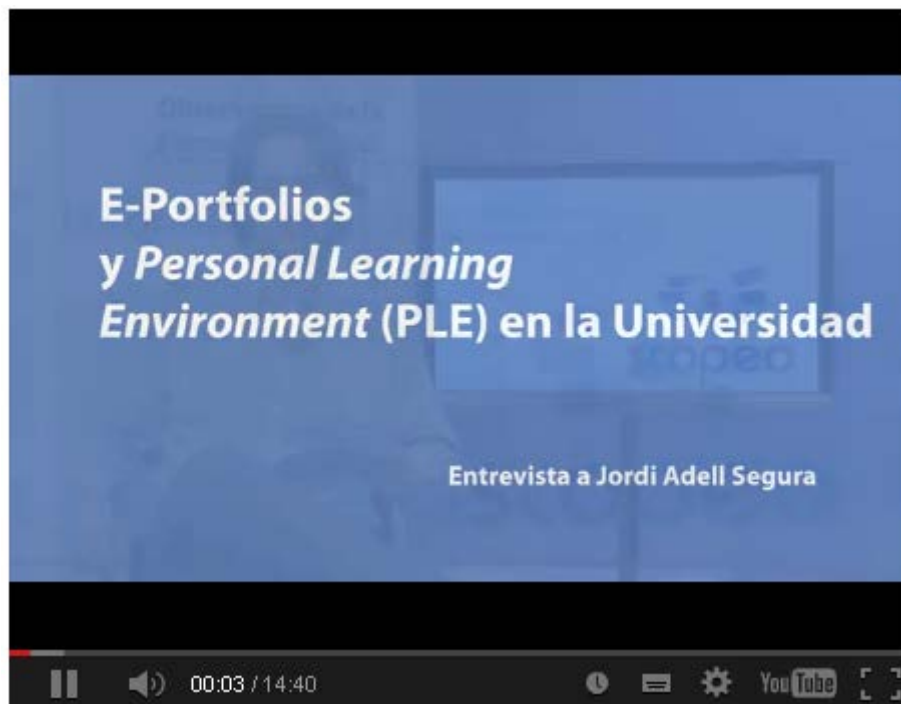 E-Portfolios
y Personal Learning
Environment (PLE) en la Universidad
Entrevista a Jordi Adell Segura
00:03 / 14:40
YouTube